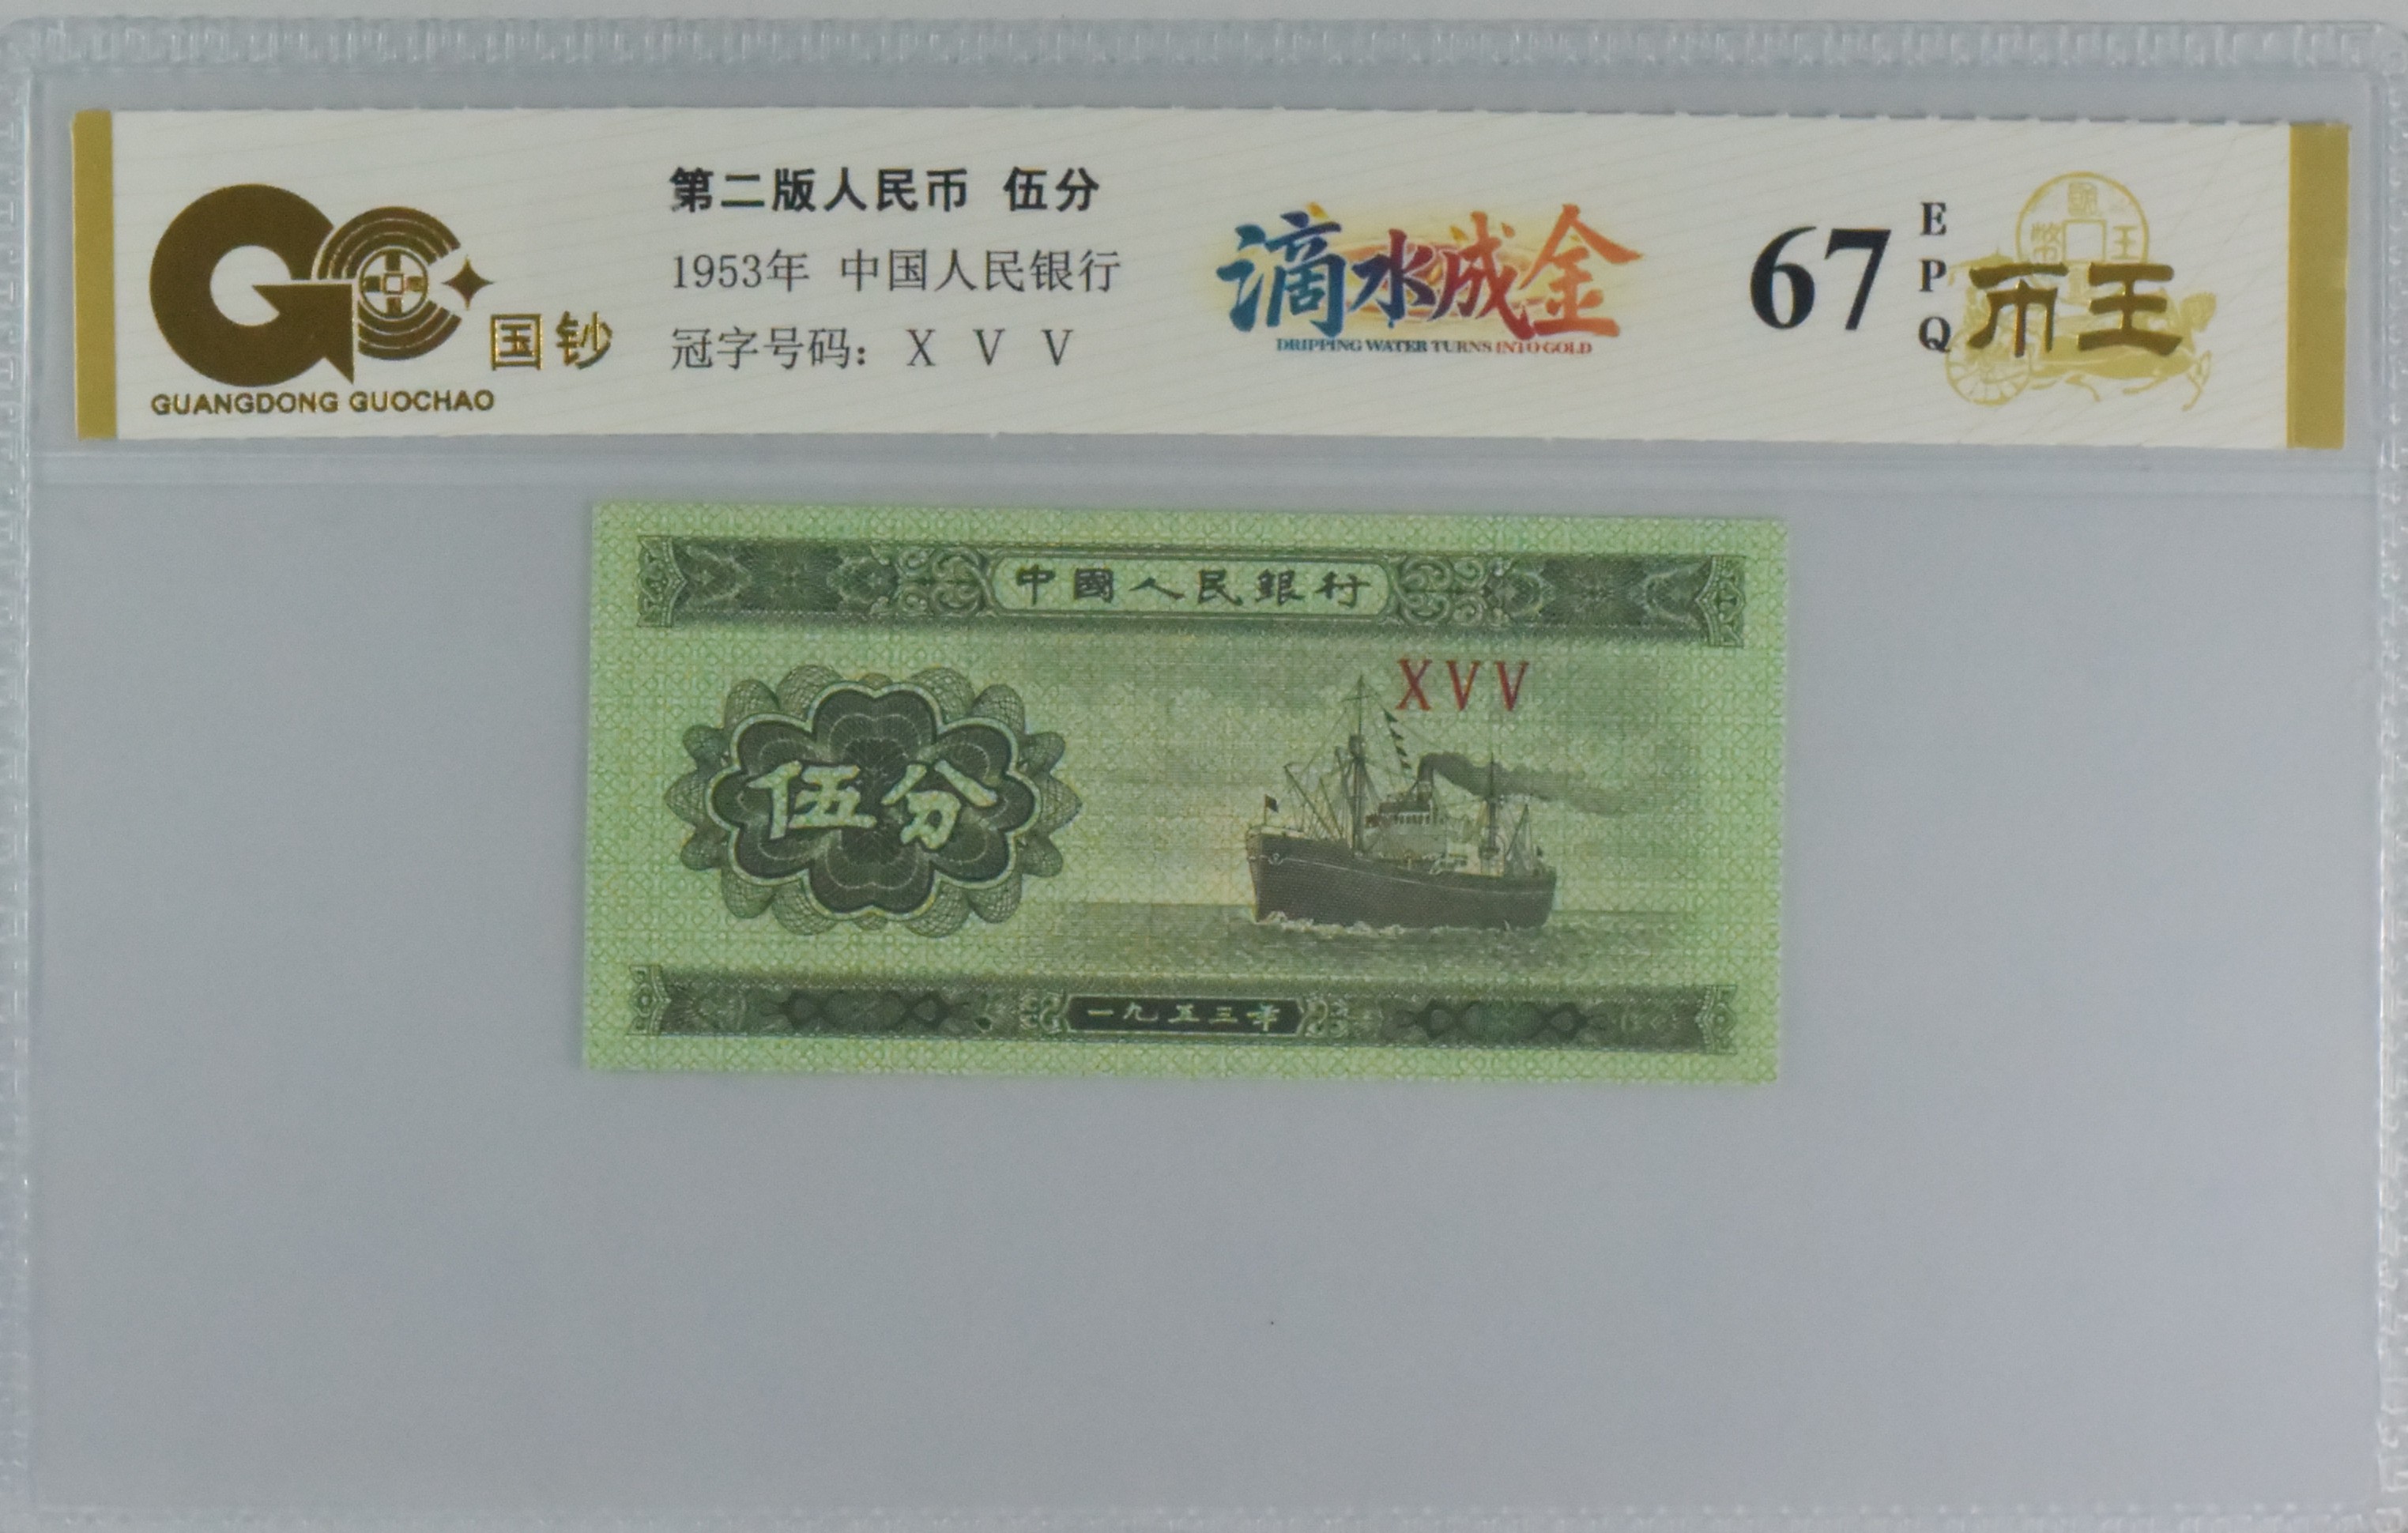 第二版人民币 伍分
1953年 中国人民银行
冠字号码: X V V
国钞
GUANGDONG GUOCHAO
滴水成金
DRIPPING WATER TURNS INTO GOLD
67
EPQ
币王
中國人民銀行
XVV
伍分
一九五三年